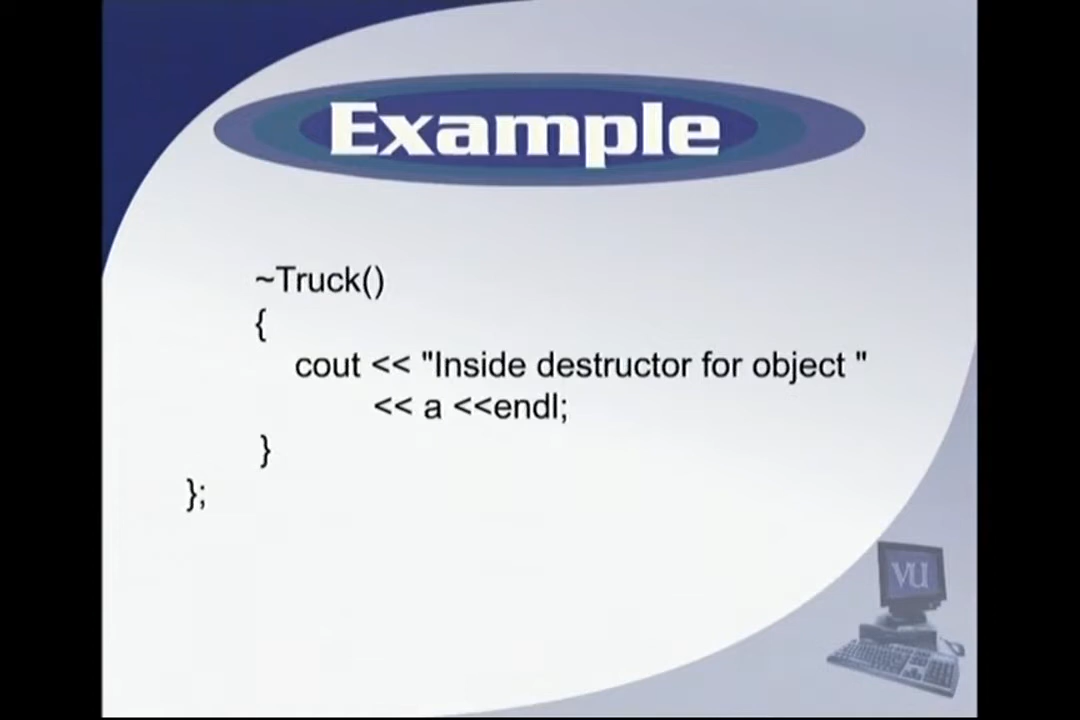 Example
~Truck()
{
cout << "Inside destructor for object "
<< a <<endl;
}
};
VU